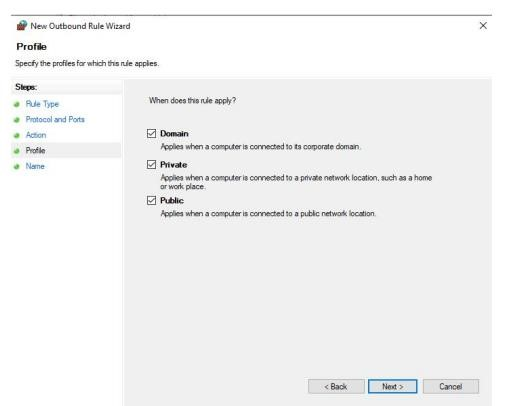 New Outbound Rule Wizard
Profile
Specify the profiles for which this rule applies.
Steps:
Rule Type
Protocol and Ports
Action
Profile
Name
When does this rule apply?
Domain
Applies when a computer is connected to its corporate domain.
Private
Applies when a computer is connected to a private network location, such as a home
or work place.
Public
Applies when a computer is connected to a public network location.
< Back
Next >
Cancel